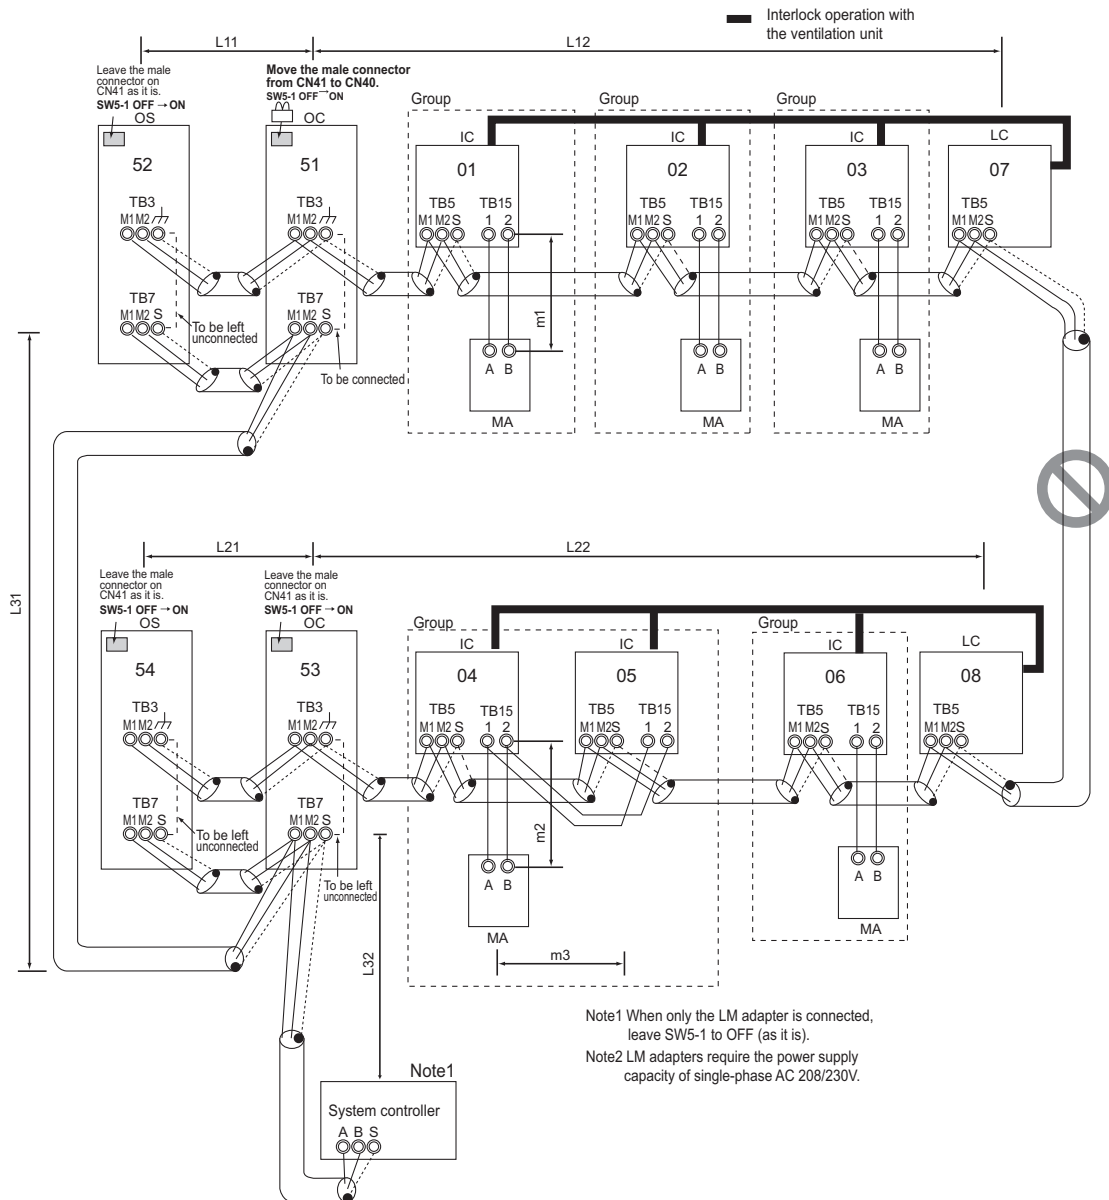 Interlock operation with
the ventilation unit
L11
L12
Leave the male
connector on
CN41 as it is.
SW5-1 OFF → ON
OS
Move the male connector
from CN41 to CN40.
SW5-1 OFF → ON
OC
Group
Group
Group
IC
IC
IC
LC
52
51
01
02
03
07
TB3
TB3
TB5
TB15
TB5
TB15
TB5
TB15
TB5
M1 M2
M1 M2
M1 M2 S
1 2
M1 M2 S
1 2
M1 M2 S
1 2
M1 M2 S
TB7
TB7
M1 M2 S
M1 M2 S
To be left
unconnected
To be connected
m1
A B
A B
A B
MA
MA
MA
L31
L21
L22
Leave the male
connector on
CN41 as it is.
SW5-1 OFF → ON
OS
Leave the male
connector on
CN41 as it is.
SW5-1 OFF → ON
OC
Group
Group
IC
IC
IC
LC
54
53
04
05
06
08
TB3
TB3
TB5
TB15
TB5
TB15
TB5
TB15
TB5
M1 M2
M1 M2
M1 M2 S
1 2
M1 M2 S
1 2
M1 M2 S
1 2
M1 M2 S
TB7
TB7
M1 M2 S
M1 M2 S
To be left
unconnected
To be left
unconnected
m2
A B
A B
MA
MA
m3
L32
Note1 When only the LM adapter is connected,
leave SW5-1 to OFF (as it is).
Note2 LM adapters require the power supply
capacity of single-phase AC 208/230V.
Note1
System controller
A B S